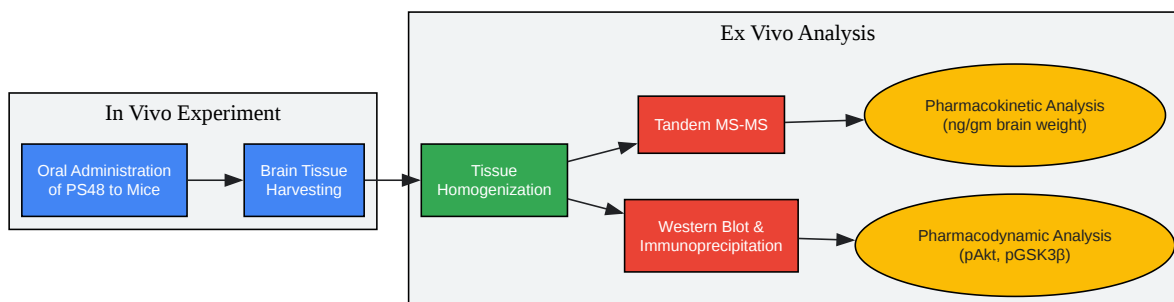 In Vivo Experiment
Oral Administration
of PS48 to Mice
Brain Tissue
Harvesting
Ex Vivo Analysis
Tissue
Homogenization
Tandem MS-MS
Pharmacokinetic Analysis
(ng/gm brain weight)
Western Blot &
Immunoprecipitation
Pharmacodynamic Analysis
(pAkt, pGSK3β)